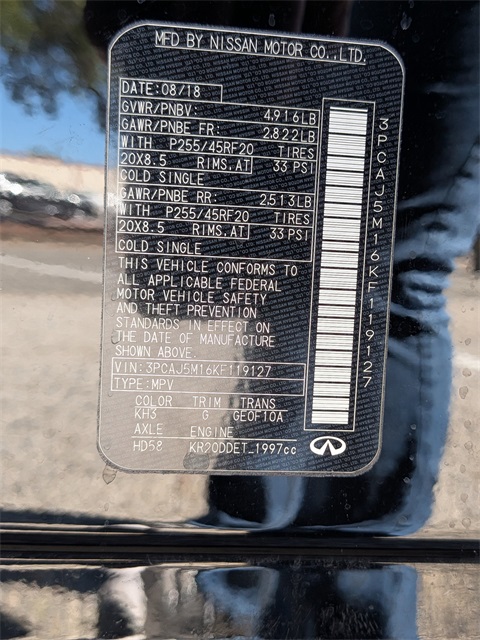 MFD BY NISSAN MOTOR CO., LTD.
DATE: 08/18
GVWR/PNBV: 4,916LB
GAWR/PNBE FR: 2,822LB
WITH P255/45RF20 TIRES
20X8.5 RIMS.AT 33 PSI
COLD SINGLE
GAWR/PNBE RR: 2,513LB
WITH P255/45RF20 TIRES
20X8.5 RIMS.AT 33 PSI
COLD SINGLE
THIS VEHICLE CONFORMS TO
ALL APPLICABLE FEDERAL
MOTOR VEHICLE SAFETY
AND THEFT PREVENTION
STANDARDS IN EFFECT ON
THE DATE OF MANUFACTURE
SHOWN ABOVE.
VIN: 3PCAJ5M16KF119127
TYPE: MPV
COLOR TRIM TRANS
KH3 G GE0F10A
AXLE ENGINE
HD58 KR20DDET 1997cc
3PCAJ5M16KF119127